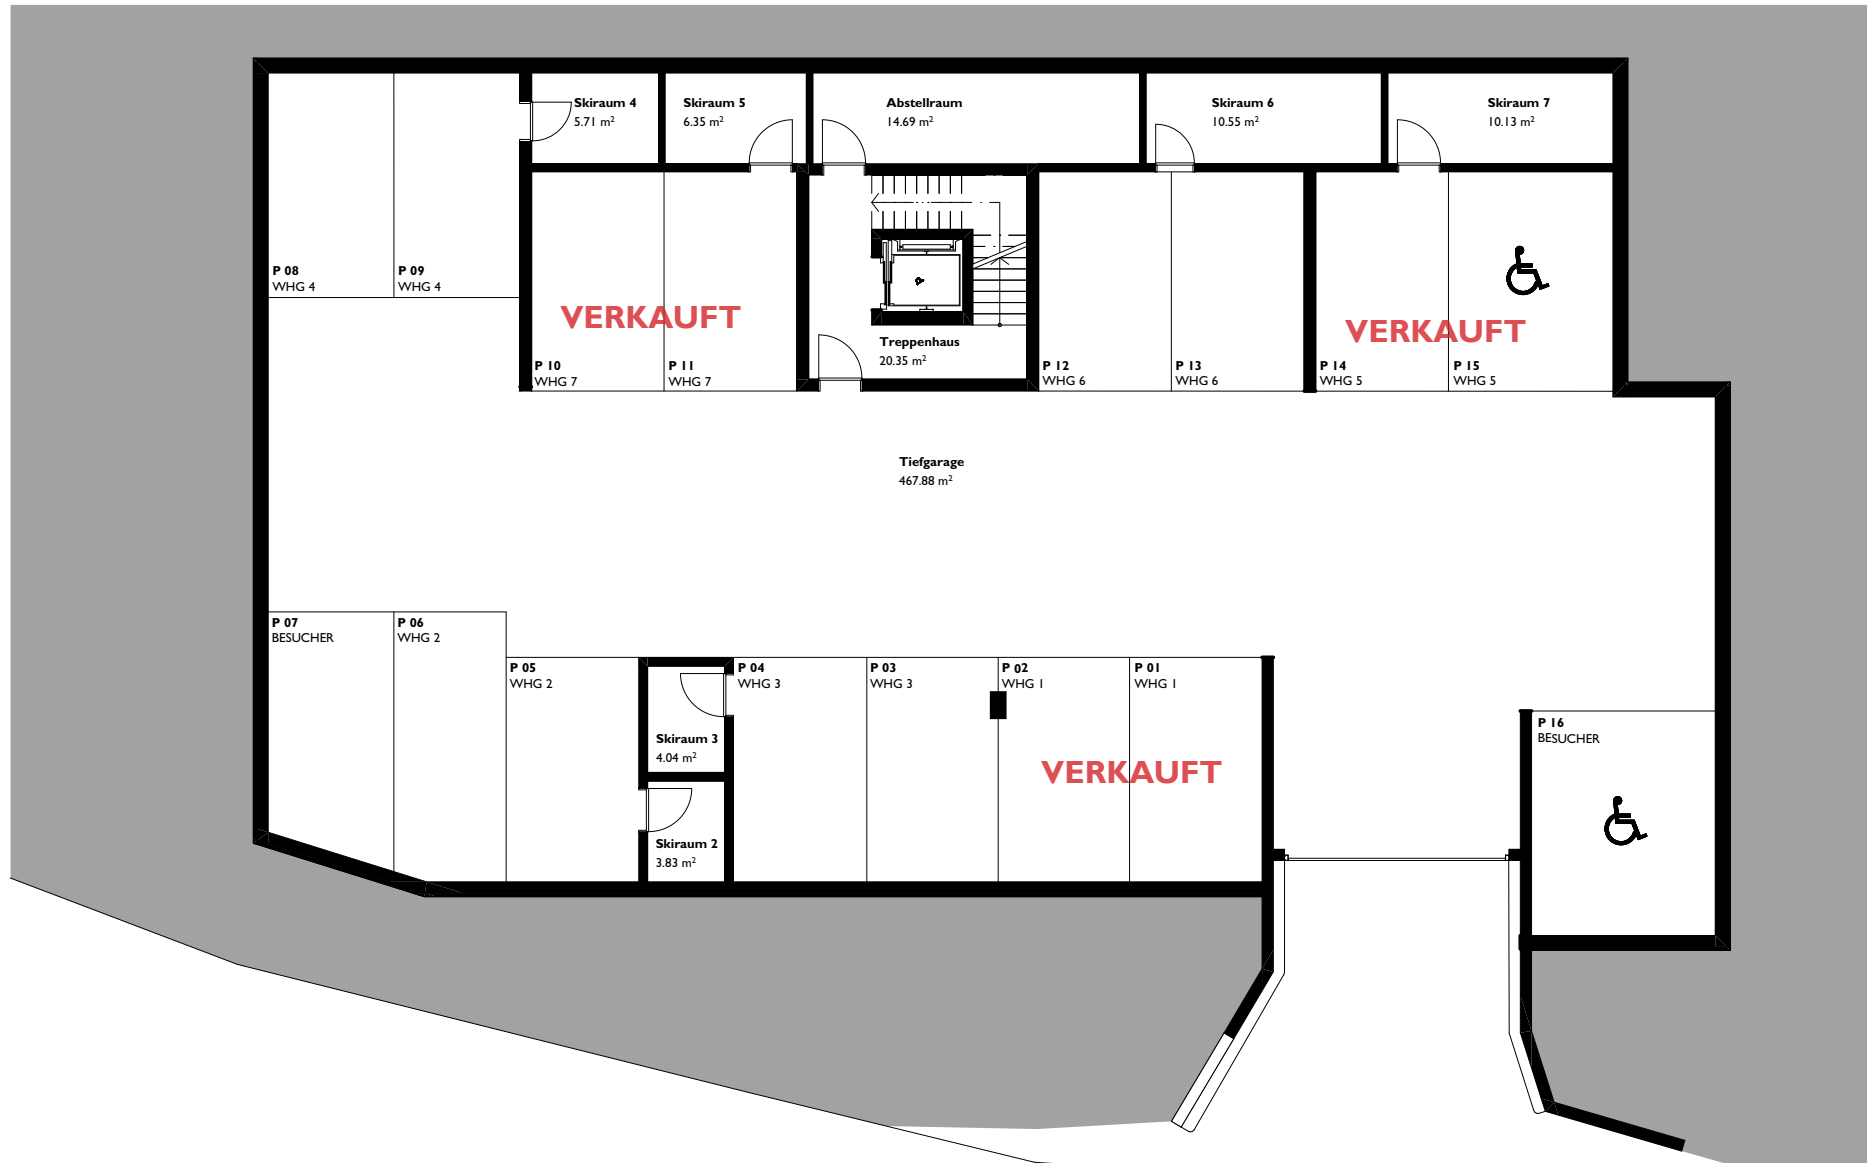 Skiraum 4
5.71 m²
Skiraum 5
6.35 m²
Abstellraum
14.69 m²
Skiraum 6
10.55 m²
Skiraum 7
10.13 m²
P 08
WHG 4
P 09
WHG 4
VERKAUFT
P 10
WHG 7
P 11
WHG 7
Treppenhaus
20.35 m²
P 12
WHG 6
P 13
WHG 6
VERKAUFT
P 14
WHG 5
P 15
WHG 5
Tiefgarage
467.88 m²
P 07
BESUCHER
P 06
WHG 2
P 05
WHG 2
P 04
WHG 3
P 03
WHG 3
P 02
WHG 1
P 01
WHG 1
Skiraum 3
4.04 m²
VERKAUFT
P 16
BESUCHER
Skiraum 2
3.83 m²